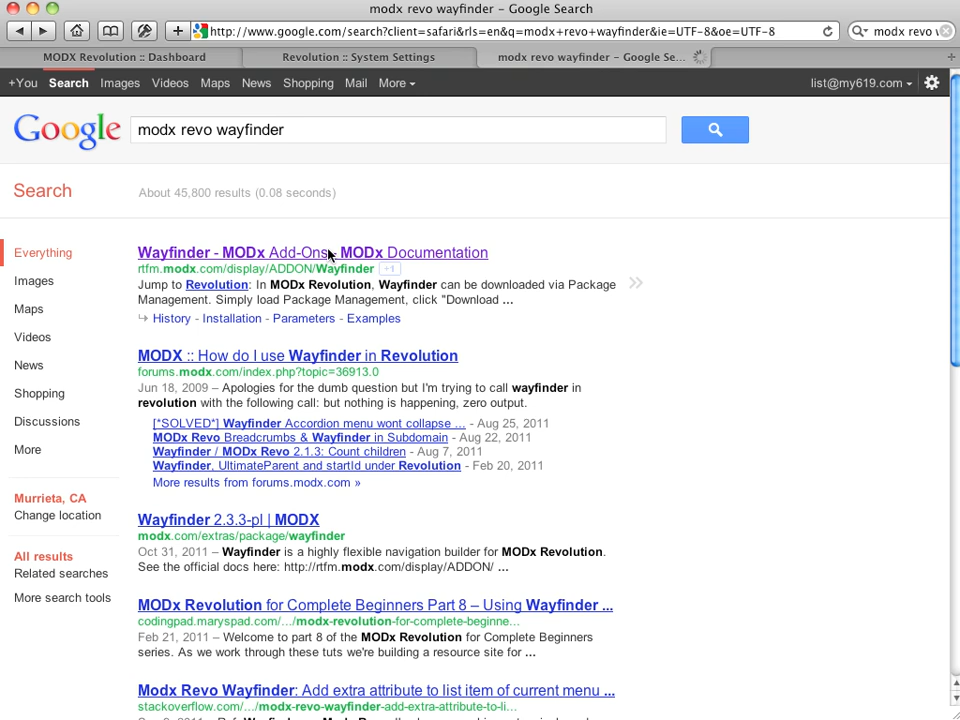 modx revo wayfinder – Google Search
http://www.google.com/search?client=safari&rls=en&q=modx+revo+wayfinder&ie=UTF-8&oe=UTF-8
modx revo
MODX Revolution :: Dashboard
Revolution :: System Settings
modx revo wayfinder – Google Se...
+You Search Images Videos Maps News Shopping Mail More
list@my619.com
Google
modx revo wayfinder
Search
About 45,800 results (0.08 seconds)
Everything
Images
Maps
Videos
News
Shopping
Discussions
More
Murrieta, CA
Change location
All results
Related searches
More search tools
Wayfinder - MODx Add-Ons - MODx Documentation
rtfm.modx.com/display/ADDON/Wayfinder +1
Jump to Revolution: In MODx Revolution, Wayfinder can be downloaded via Package
Management. Simply load Package Management, click "Download ...
History - Installation - Parameters - Examples
MODX :: How do I use Wayfinder in Revolution
forums.modx.com/index.php?topic=36913.0
Jun 18, 2009 – Apologies for the dumb question but I'm trying to call wayfinder in
revolution with the following call: but nothing is happening, zero output.
[*SOLVED*] Wayfinder Accordion menu wont collapse ... - Aug 25, 2011
MODx Revo Breadcrumbs & Wayfinder in Subdomain - Aug 22, 2011
Wayfinder / MODx Revo 2.1.3: Count children - Aug 7, 2011
Wayfinder, UltimateParent and startId under Revolution - Feb 20, 2011
More results from forums.modx.com »
Wayfinder 2.3.3-pl | MODX
modx.com/extras/package/wayfinder
Oct 31, 2011 – Wayfinder is a highly flexible navigation builder for MODX Revolution.
See the official docs here: http://rtfm.modx.com/display/ADDON/ ...
MODx Revolution for Complete Beginners Part 8 – Using Wayfinder ...
codingpad.maryspad.com/.../modx-revolution-for-complete-beginne...
Feb 21, 2011 – Welcome to part 8 of the MODX Revolution for Complete Beginners
series. As we work through these tuts we're building a resource site for ...
Modx Revo Wayfinder: Add extra attribute to list item of current menu ...
stackoverflow.com/.../modx-revo-wayfinder-add-extra-attribute-to-li...